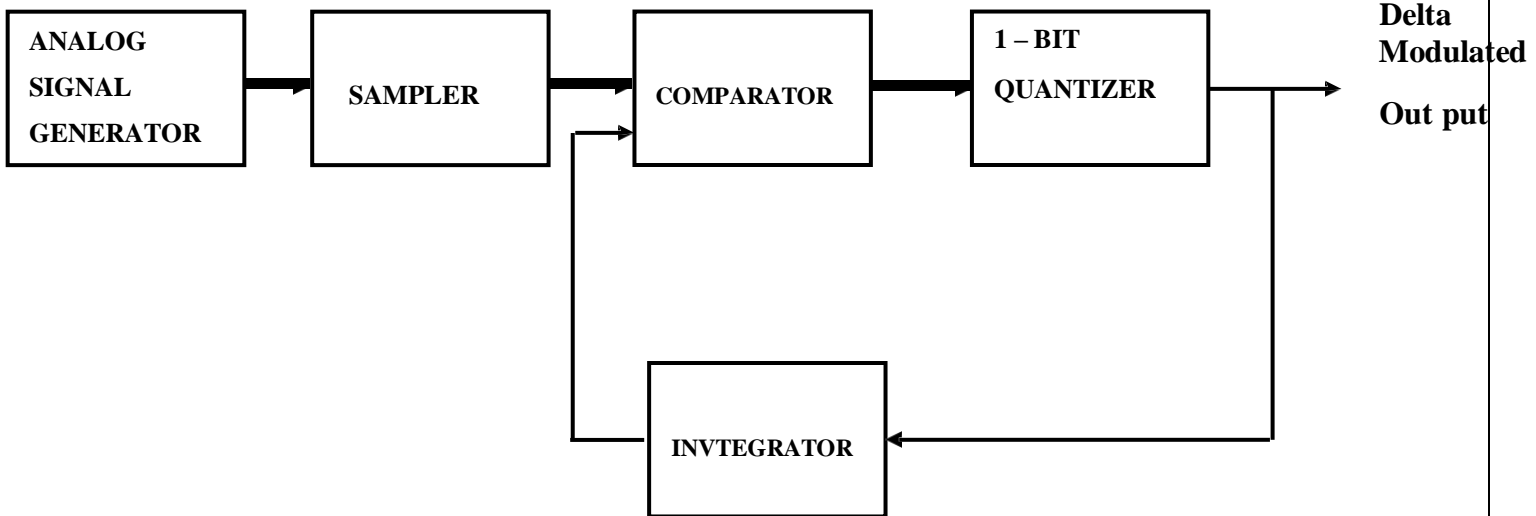 ANALOG
SIGNAL
GENERATOR
SAMPLER
COMPARATOR
1 – BIT
QUANTIZER
Delta
Modulated
Out put
INVTEGRATOR